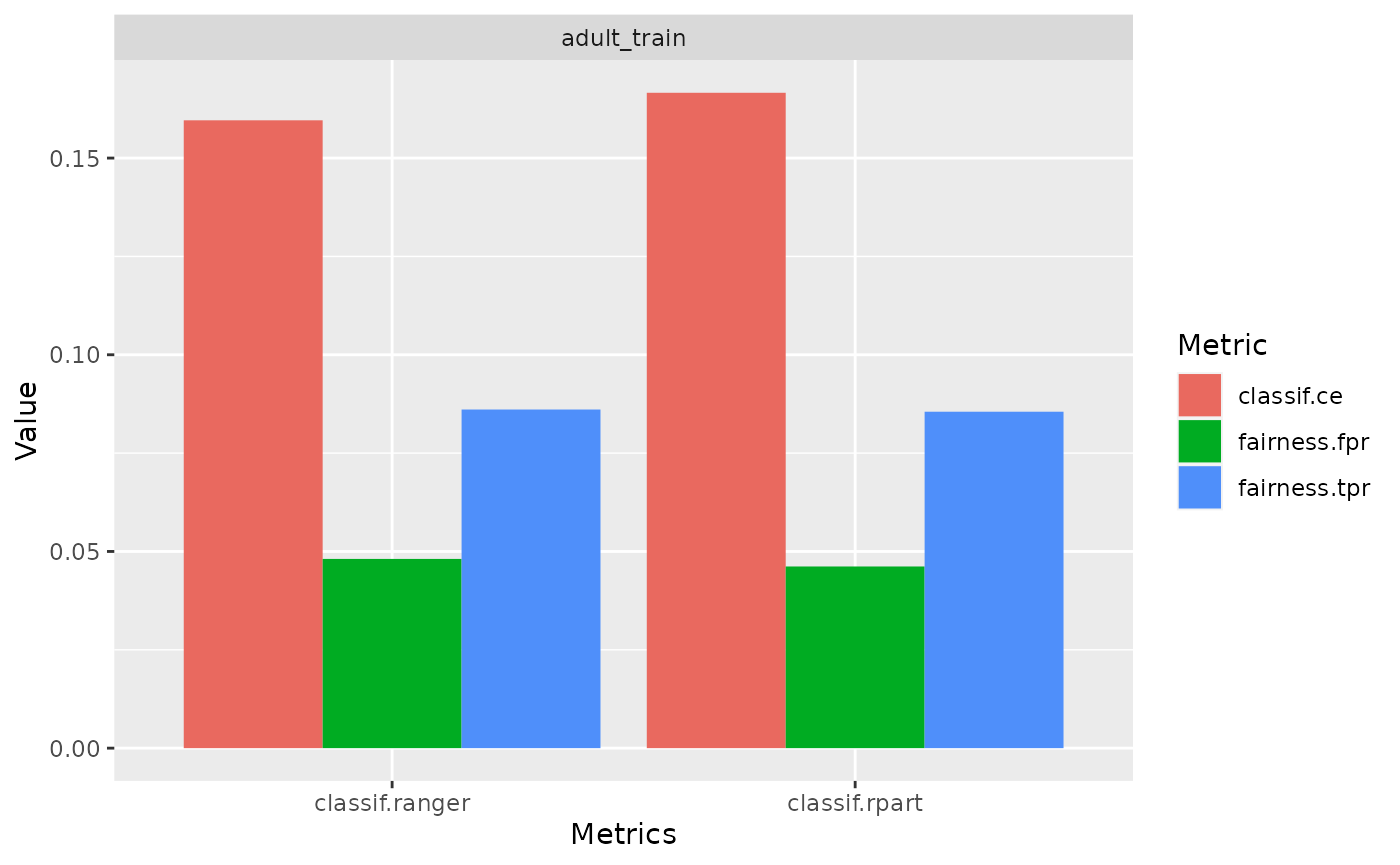 adult_train
0.15
0.10
0.05
0.00
Value
classif.ranger
classif.rpart
Metrics
Metric
classif.ce
fairness.fpr
fairness.tpr